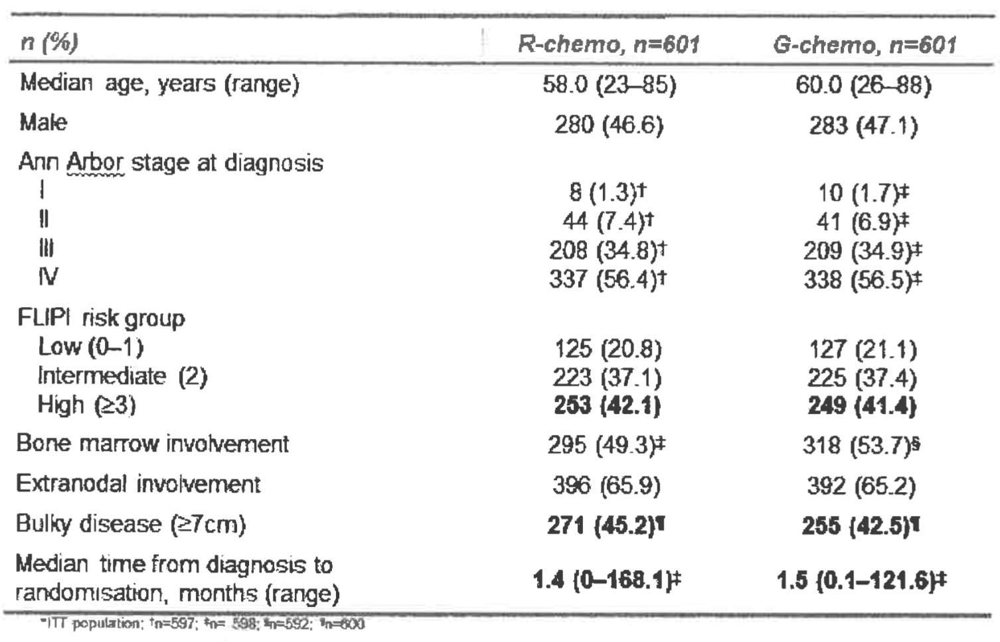 n (%) R-chemo, n=601 G-chemo, n=601
Median age, years (range) 58.0 (23–85) 60.0 (26–88)
Male 280 (46.6) 283 (47.1)
Ann Arbor stage at diagnosis
I 8 (1.3)† 10 (1.7)‡
II 44 (7.4)† 41 (6.9)‡
III 208 (34.8)† 209 (34.9)‡
IV 337 (56.4)† 338 (56.5)‡
FLIPI risk group
Low (0–1) 125 (20.8) 127 (21.1)
Intermediate (2) 223 (37.1) 225 (37.4)
High (≥3) 253 (42.1) 249 (41.4)
Bone marrow involvement 295 (49.3)‡ 318 (53.7)§
Extranodal involvement 396 (65.9) 392 (65.2)
Bulky disease (≥7cm) 271 (45.2)¶ 255 (42.5)¶
Median time from diagnosis to
randomisation, months (range) 1.4 (0–168.1)‡ 1.5 (0.1–121.6)‡
*ITT population; †n=597; ‡n= 598; §n=592; ¶n=600